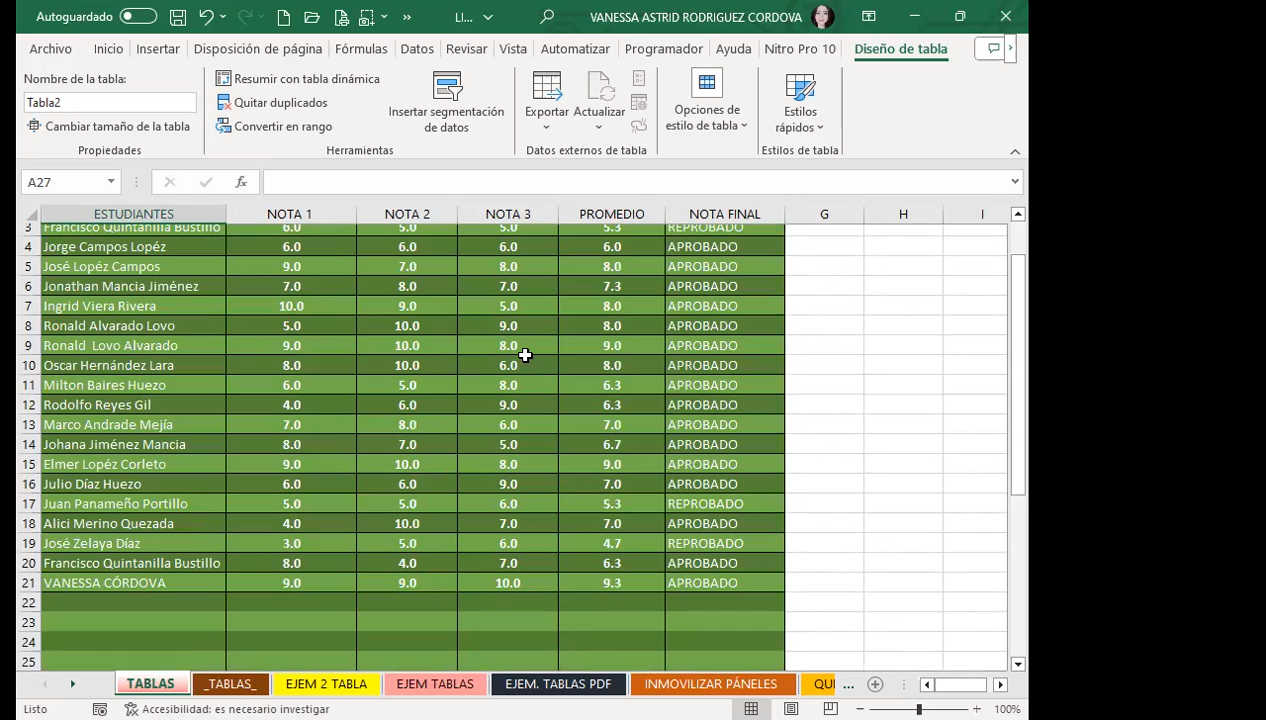 Autoguardado LI... VANESSA ASTRID RODRIGUEZ CORDOVA
Archivo Inicio Insertar Disposición de página Fórmulas Datos Revisar Vista Automatizar Programador Ayuda Nitro Pro 10 Diseño de tabla
Nombre de la tabla:
Tabla2
Cambiar tamaño de la tabla
Propiedades
Resumir con tabla dinámica
Quitar duplicados
Convertir en rango
Insertar segmentación
de datos
Herramientas
Exportar Actualizar
Datos externos de tabla
Opciones de
estilo de tabla
Estilos
rápidos
Estilos de tabla
A27 fx
ESTUDIANTES NOTA 1 NOTA 2 NOTA 3 PROMEDIO NOTA FINAL G H I
3 Francisco Quintanilla Bustillo 6.0 5.0 5.0 5.3 REPROBADO
4 Jorge Campos Lopéz 6.0 6.0 6.0 6.0 APROBADO
5 José Lopéz Campos 9.0 7.0 8.0 8.0 APROBADO
6 Jonathan Mancia Jiménez 7.0 8.0 7.0 7.3 APROBADO
7 Ingrid Viera Rivera 10.0 9.0 5.0 8.0 APROBADO
8 Ronald Alvarado Lovo 5.0 10.0 9.0 8.0 APROBADO
9 Ronald Lovo Alvarado 9.0 10.0 8.0 9.0 APROBADO
10 Oscar Hernández Lara 8.0 10.0 6.0 8.0 APROBADO
11 Milton Baires Huezo 6.0 5.0 8.0 6.3 APROBADO
12 Rodolfo Reyes Gil 4.0 6.0 9.0 6.3 APROBADO
13 Marco Andrade Mejía 7.0 8.0 6.0 7.0 APROBADO
14 Johana Jiménez Mancia 8.0 7.0 5.0 6.7 APROBADO
15 Elmer Lopéz Corleto 9.0 10.0 8.0 9.0 APROBADO
16 Julio Díaz Huezo 6.0 6.0 9.0 7.0 APROBADO
17 Juan Panameño Portillo 5.0 5.0 6.0 5.3 REPROBADO
18 Alici Merino Quezada 4.0 10.0 7.0 7.0 APROBADO
19 José Zelaya Díaz 3.0 5.0 6.0 4.7 REPROBADO
20 Francisco Quintanilla Bustillo 8.0 4.0 7.0 6.3 APROBADO
21 VANESSA CÓRDOVA 9.0 9.0 10.0 9.3 APROBADO
22
23
24
25
TABLAS _TABLAS_ EJEM 2 TABLA EJEM TABLAS EJEM. TABLAS PDF INMOVILIZAR PÁNELES QUI ...
Listo Accesibilidad: es necesario investigar 100%